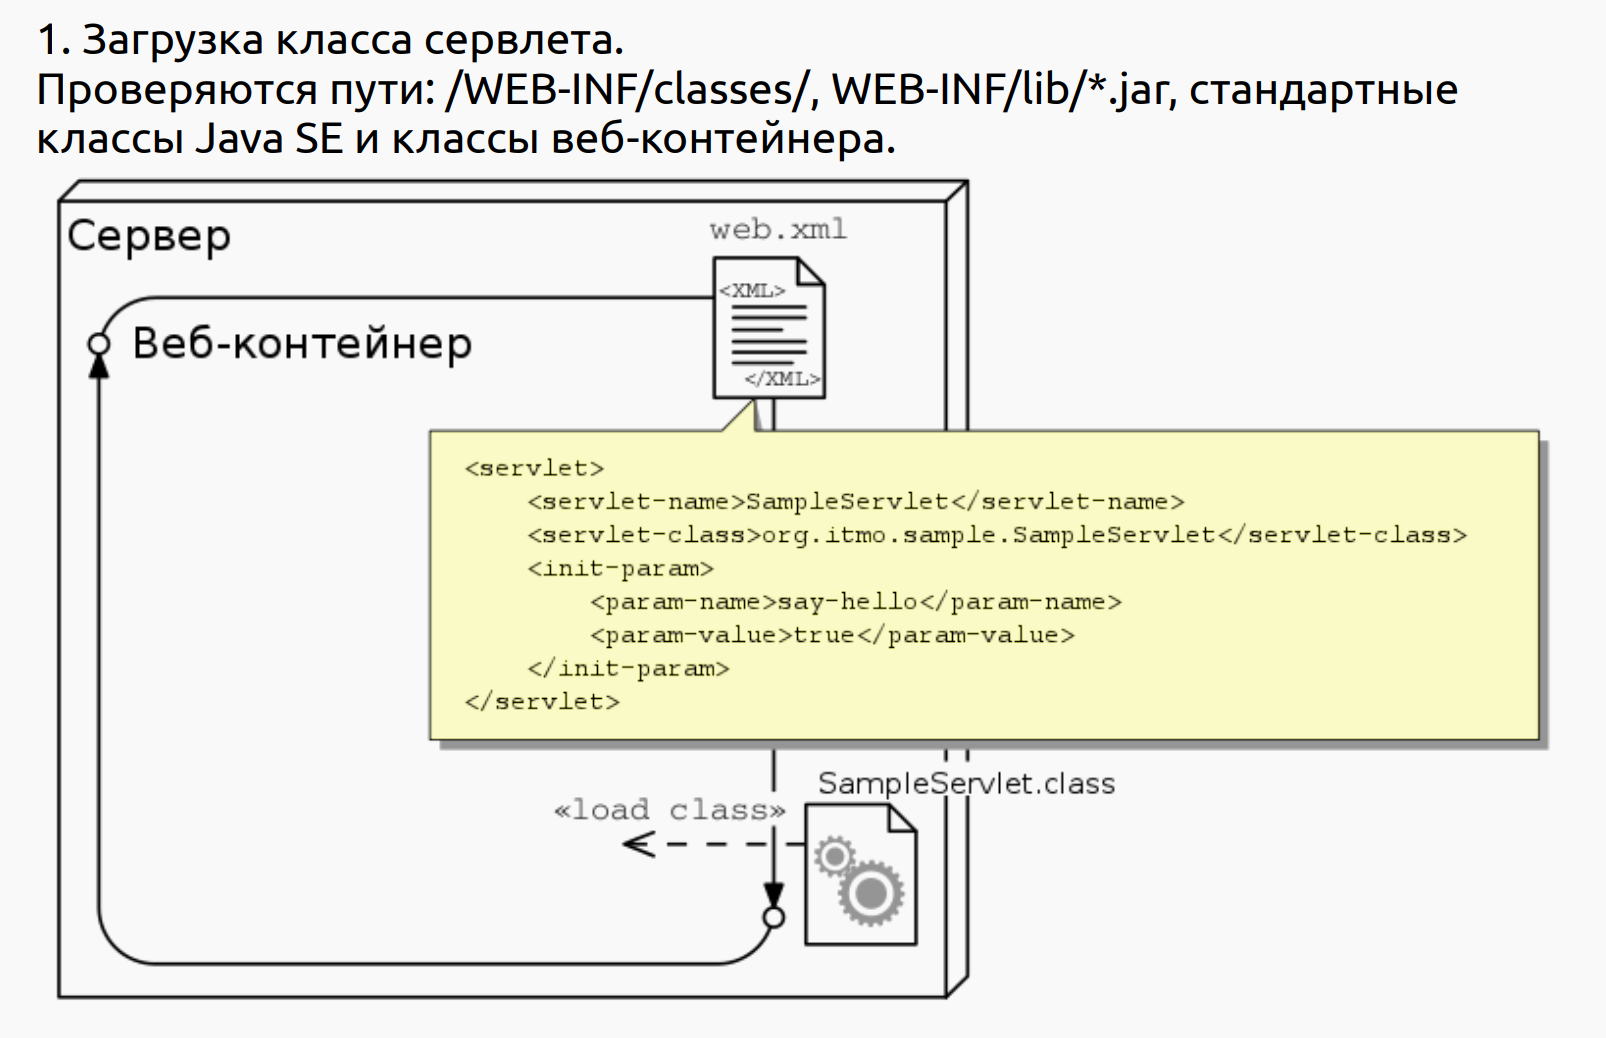 1. Загрузка класса сервлета.
Проверяются пути: /WEB-INF/classes/, WEB-INF/lib/*.jar, стандартные
классы Java SE и классы веб-контейнера.
Сервер
web.xml
<XML>
</XML>
Веб-контейнер
<servlet>
<servlet-name>SampleServlet</servlet-name>
<servlet-class>org.itmo.sample.SampleServlet</servlet-class>
<init-param>
<param-name>say-hello</param-name>
<param-value>true</param-value>
</init-param>
</servlet>
SampleServlet.class
«load class»